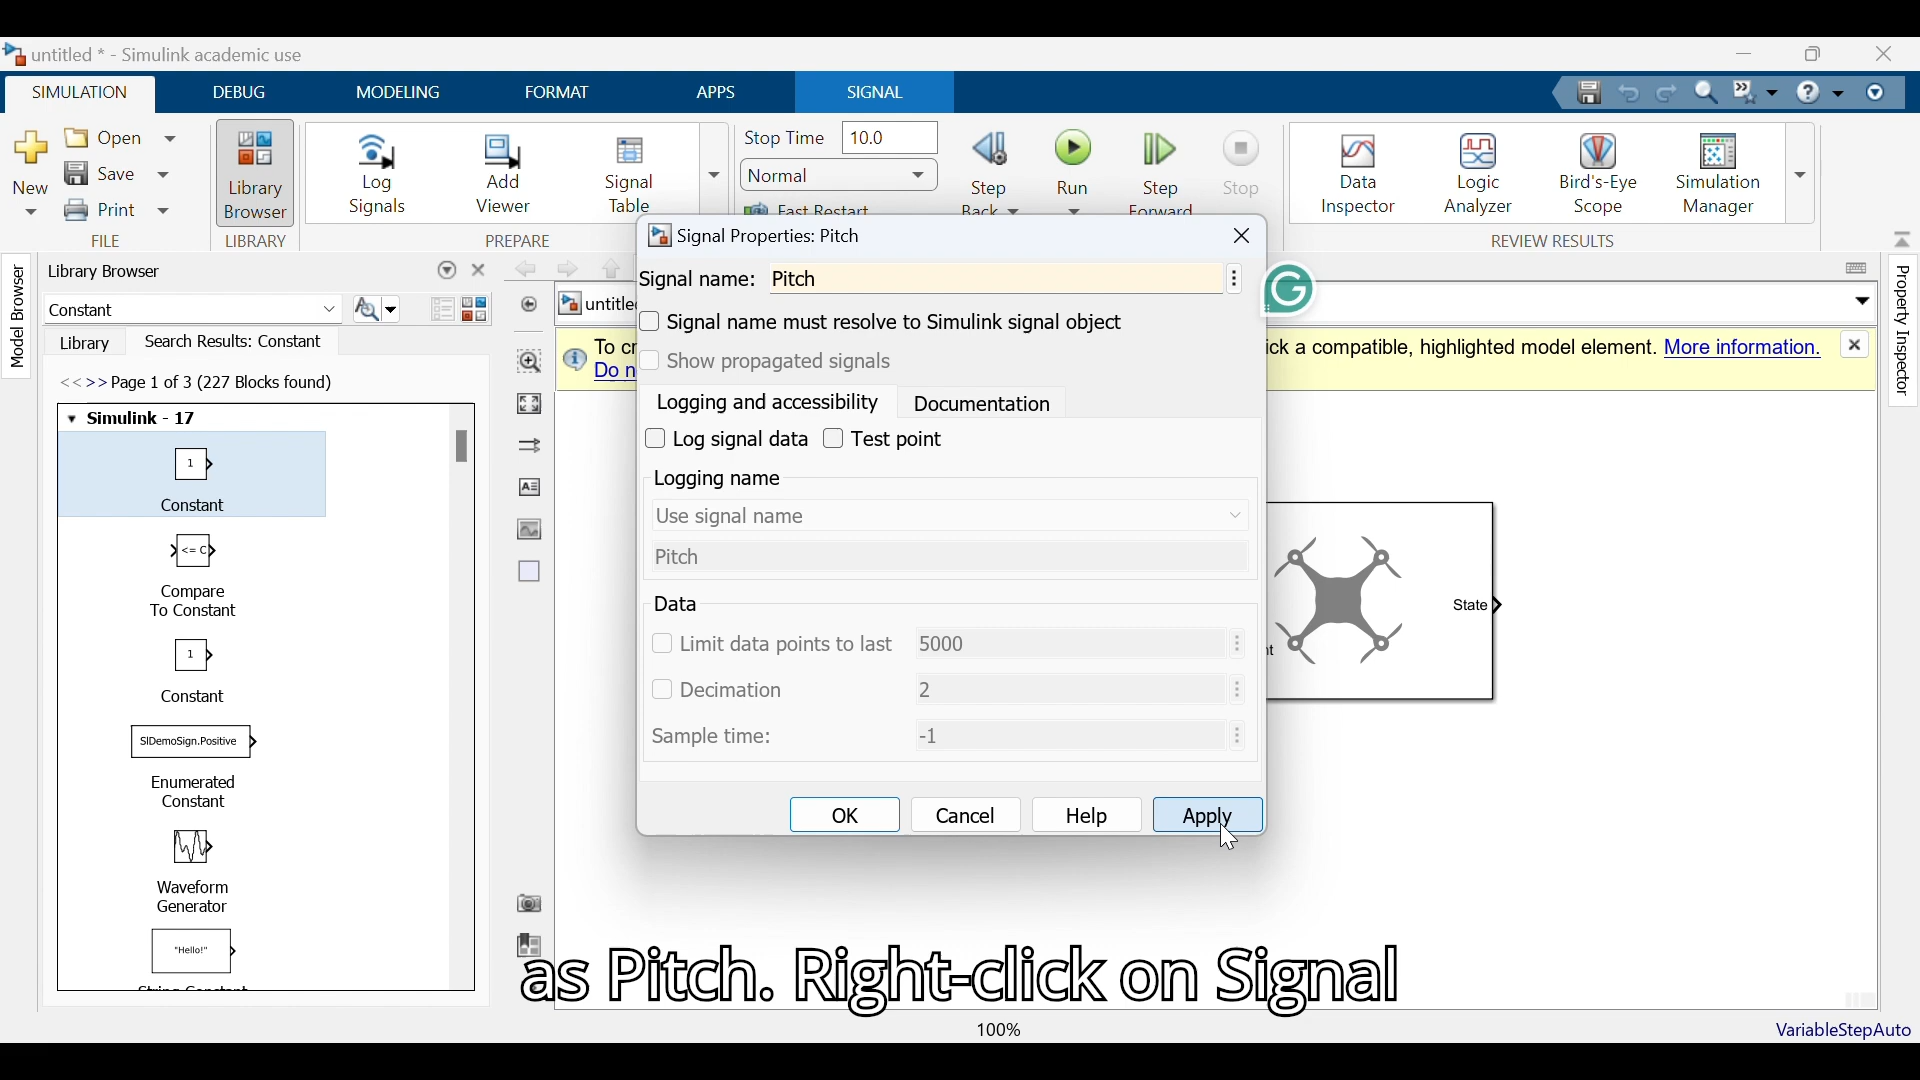 untitled * - Simulink academic use
SIMULATION
DEBUG
MODELING
FORMAT
APPS
SIGNAL
New
Open
Save
Print
FILE
Library
Browser
LIBRARY
Log
Signals
Add
Viewer
Signal
Table
PREPARE
Stop Time 10.0
Normal
Fast Restart
Step
Back
Run
Step
Forward
Stop
Data
Inspector
Logic
Analyzer
Bird's-Eye
Scope
Simulation
Manager
REVIEW RESULTS
Model Browser
Library Browser
Constant
Library
Search Results: Constant
<< >> Page 1 of 3 (227 Blocks found)
Simulink - 17
1
Constant
<= C
Compare
To Constant
1
Constant
SlDemoSign.Positive
Enumerated
Constant
Waveform
Generator
"Hello!"
String Constant
Signal Properties: Pitch
Signal name: Pitch
Signal name must resolve to Simulink signal object
Show propagated signals
Logging and accessibility
Documentation
Log signal data
Test point
Logging name
Use signal name
Pitch
Data
Limit data points to last 5000
Decimation 2
Sample time: -1
OK
Cancel
Help
Apply
ick a compatible, highlighted model element. More information.
State
Property Inspector
as Pitch. Right-click on Signal
100%
VariableStepAuto